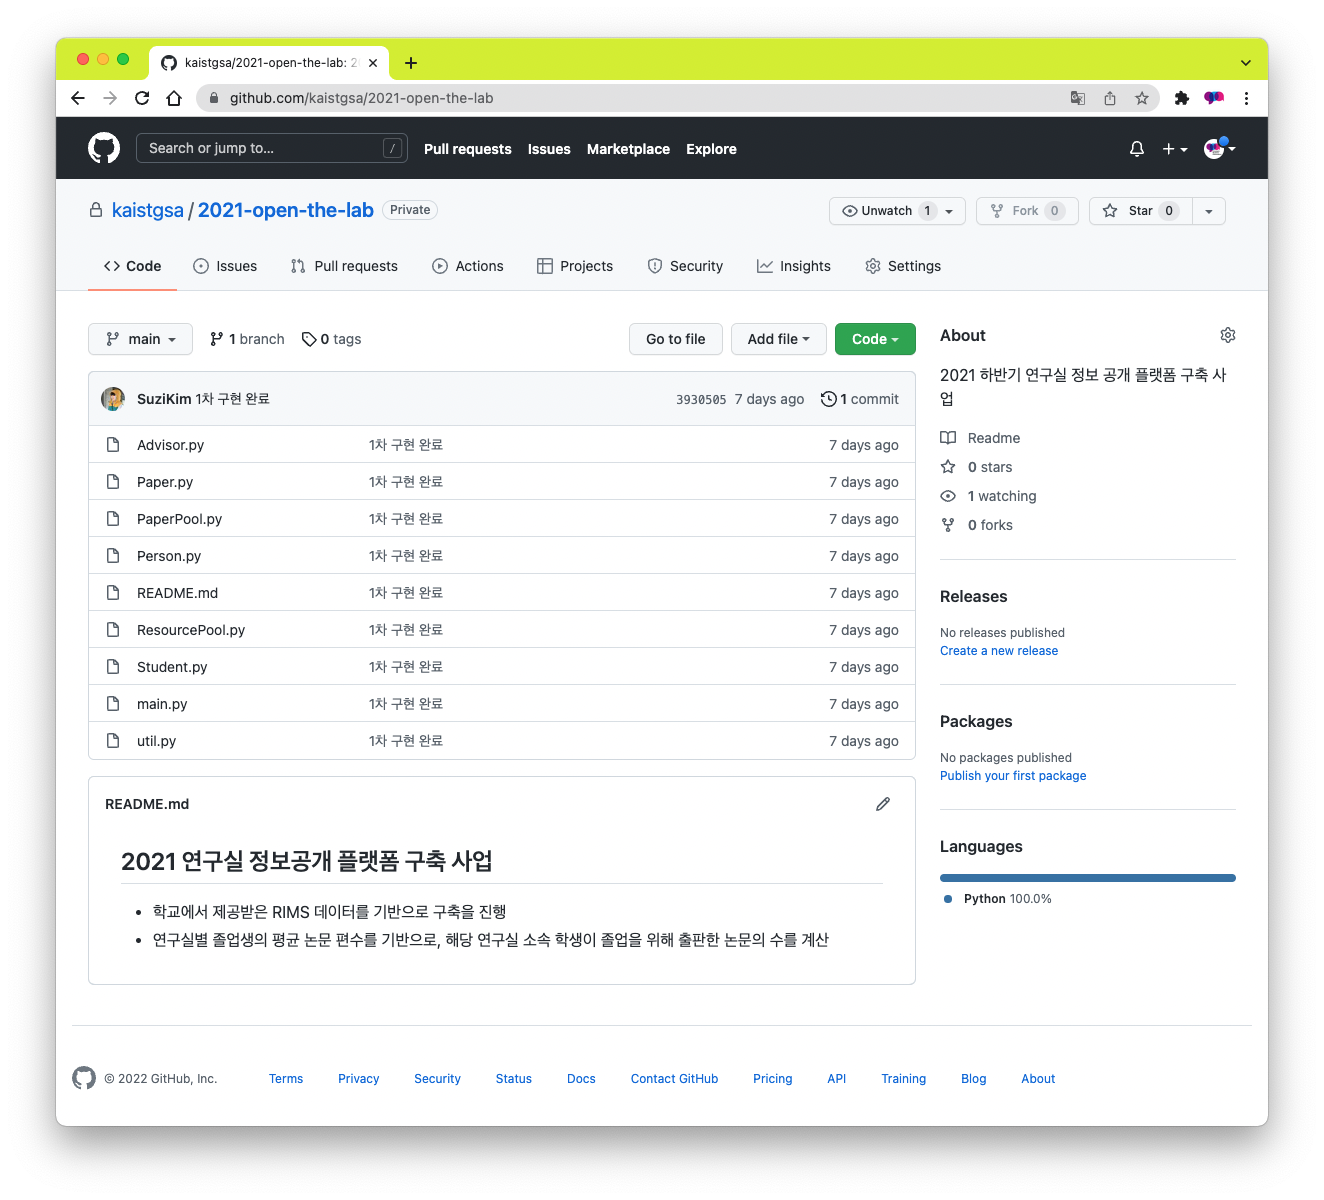 kaistgsa/2021-open-the-lab: 2
github.com/kaistgsa/2021-open-the-lab
Search or jump to...
/
Pull requests
Issues
Marketplace
Explore
kaistgsa / 2021-open-the-lab
Private
Unwatch 1
Fork 0
Star 0
Code
Issues
Pull requests
Actions
Projects
Security
Insights
Settings
main
1 branch
0 tags
Go to file
Add file
Code
SuziKim 1차 구현 완료
3930505 7 days ago
1 commit
Advisor.py 1차 구현 완료 7 days ago
Paper.py 1차 구현 완료 7 days ago
PaperPool.py 1차 구현 완료 7 days ago
Person.py 1차 구현 완료 7 days ago
README.md 1차 구현 완료 7 days ago
ResourcePool.py 1차 구현 완료 7 days ago
Student.py 1차 구현 완료 7 days ago
main.py 1차 구현 완료 7 days ago
util.py 1차 구현 완료 7 days ago
README.md
2021 연구실 정보공개 플랫폼 구축 사업
학교에서 제공받은 RIMS 데이터를 기반으로 구축을 진행
연구실별 졸업생의 평균 논문 편수를 기반으로, 해당 연구실 소속 학생이 졸업을 위해 출판한 논문의 수를 계산
About
2021 하반기 연구실 정보 공개 플랫폼 구축 사
업
Readme
0 stars
1 watching
0 forks
Releases
No releases published
Create a new release
Packages
No packages published
Publish your first package
Languages
Python 100.0%
© 2022 GitHub, Inc.
Terms
Privacy
Security
Status
Docs
Contact GitHub
Pricing
API
Training
Blog
About